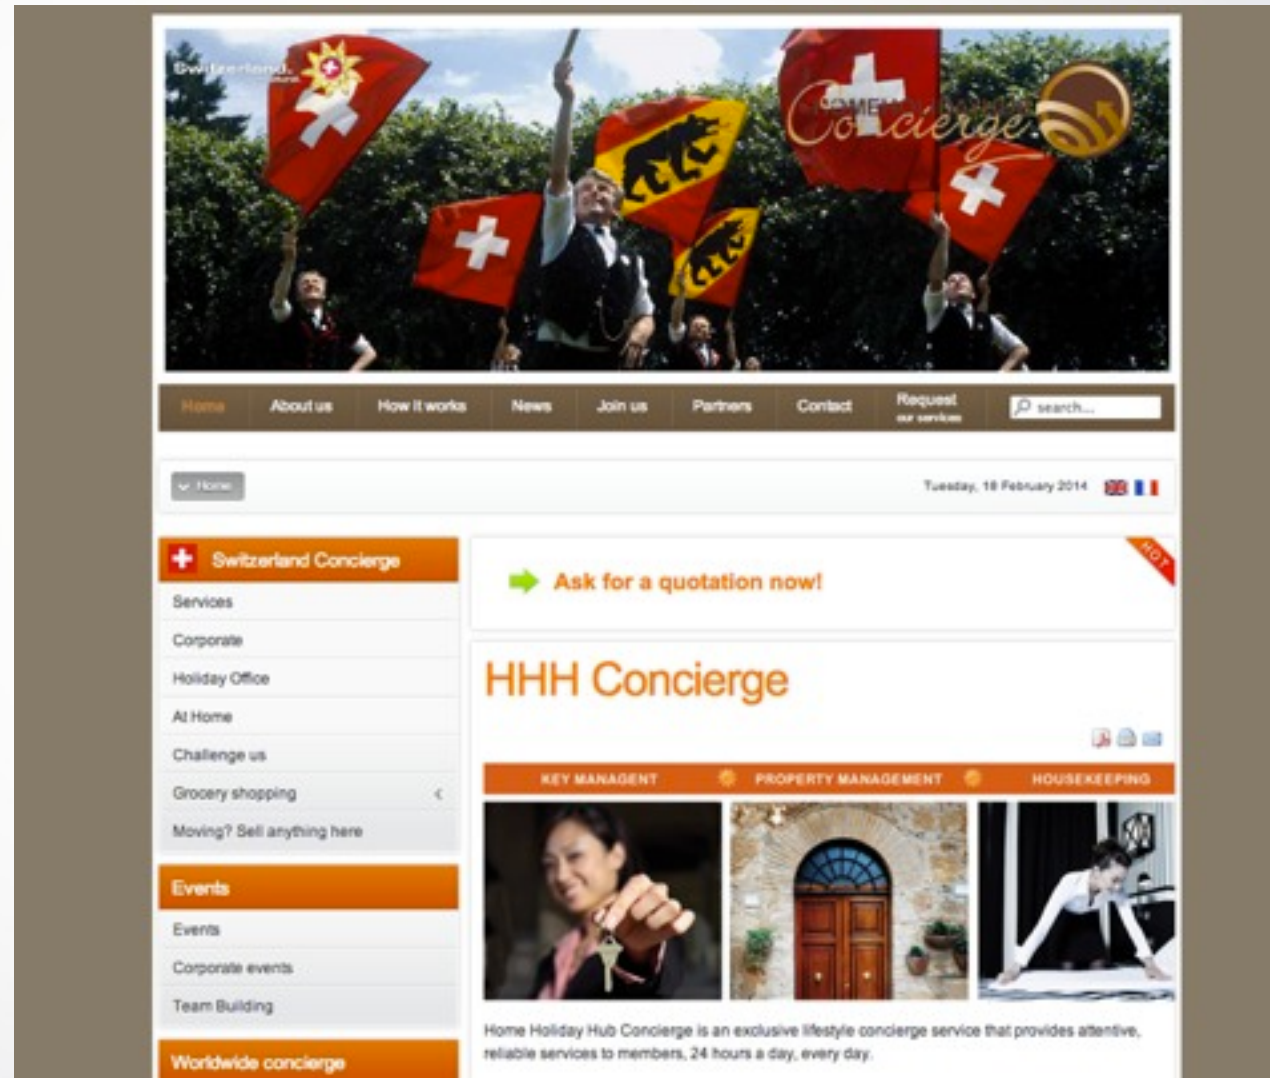 Switzerland.
Concierge
Home
About us
How it works
News
Join us
Partners
Contact
Request
our services
search...
Home
Tuesday, 18 February 2014
Switzerland Concierge
Services
Corporate
Holiday Office
At Home
Challenge us
Grocery shopping
Moving? Sell anything here
Events
Events
Corporate events
Team Building
Worldwide concierge
HOT
Ask for a quotation now!
HHH Concierge
KEY MANAGENT
PROPERTY MANAGEMENT
HOUSEKEEPING
Home Holiday Hub Concierge is an exclusive lifestyle concierge service that provides attentive,
reliable services to members, 24 hours a day, every day.